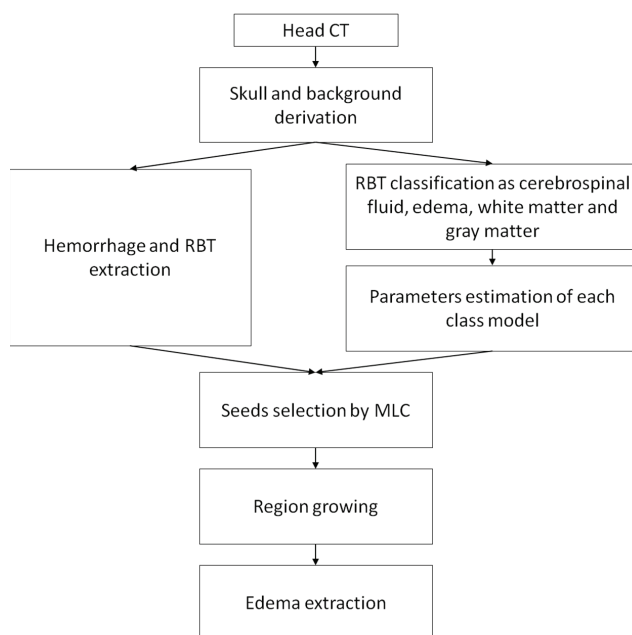 Head CT
Skull and background
derivation
Hemorrhage and RBT
extraction
RBT classification as cerebrospinal
fluid, edema, white matter and
gray matter
Parameters estimation of each
class model
Seeds selection by MLC
Region growing
Edema extraction